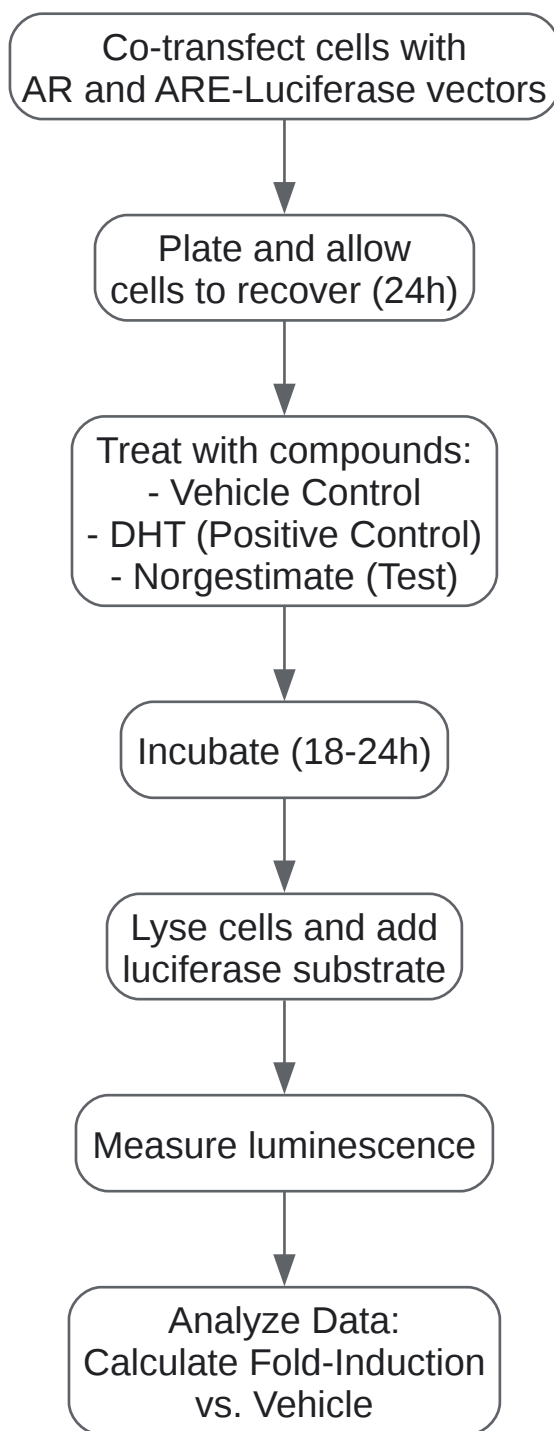 Co-transfect cells with
AR and ARE-Luciferase vectors
Plate and allow
cells to recover (24h)
Treat with compounds:
- Vehicle Control
- DHT (Positive Control)
- Norgestimate (Test)
Incubate (18-24h)
Lyse cells and add
luciferase substrate
Measure luminescence
Analyze Data:
Calculate Fold-Induction
vs. Vehicle